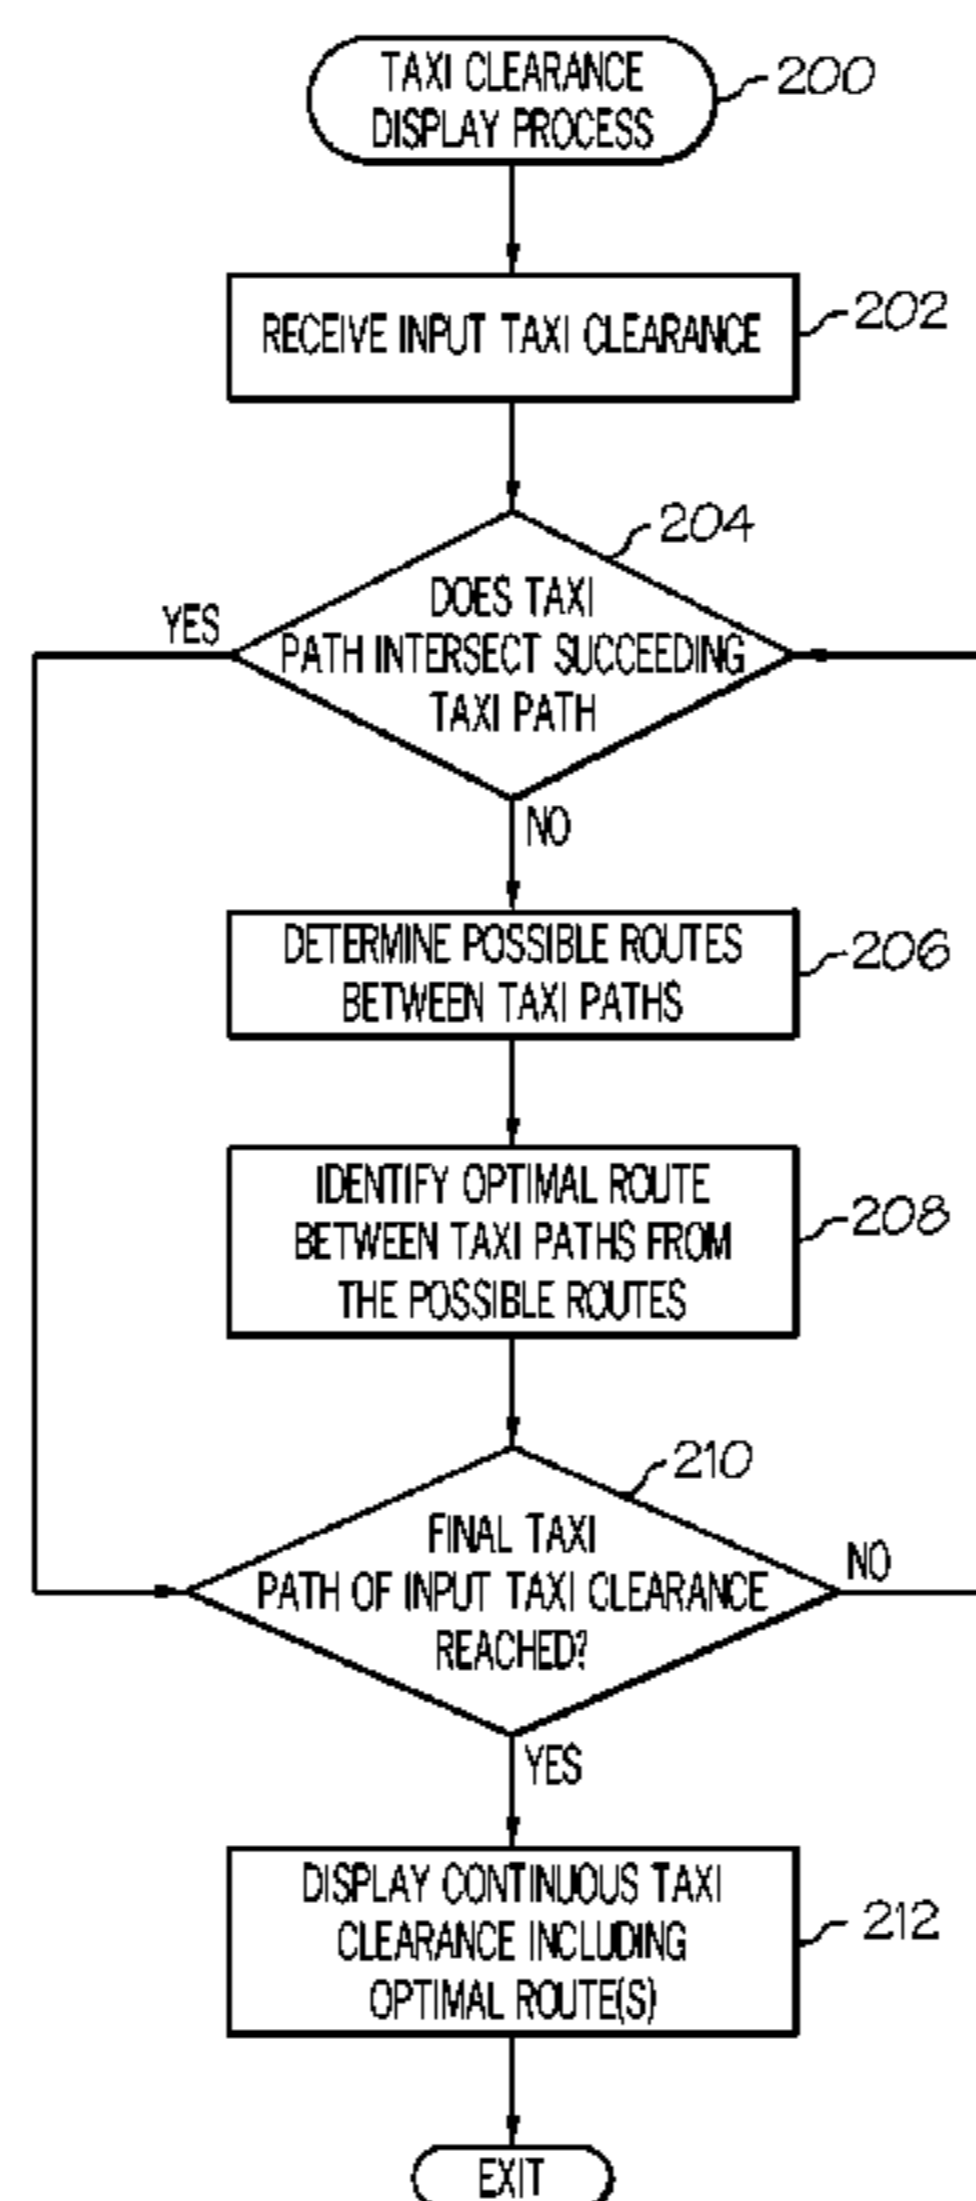 TAXI CLEARANCE
DISPLAY PROCESS
200
RECEIVE INPUT TAXI CLEARANCE
202
204
DOES TAXI
PATH INTERSECT SUCCEEDING
TAXI PATH
YES
NO
DETERMINE POSSIBLE ROUTES
BETWEEN TAXI PATHS
206
IDENTIFY OPTIMAL ROUTE
BETWEEN TAXI PATHS FROM
THE POSSIBLE ROUTES
208
210
FINAL TAXI
PATH OF INPUT TAXI CLEARANCE
REACHED?
NO
YES
DISPLAY CONTINUOUS TAXI
CLEARANCE INCLUDING
OPTIMAL ROUTE(S)
212
EXIT